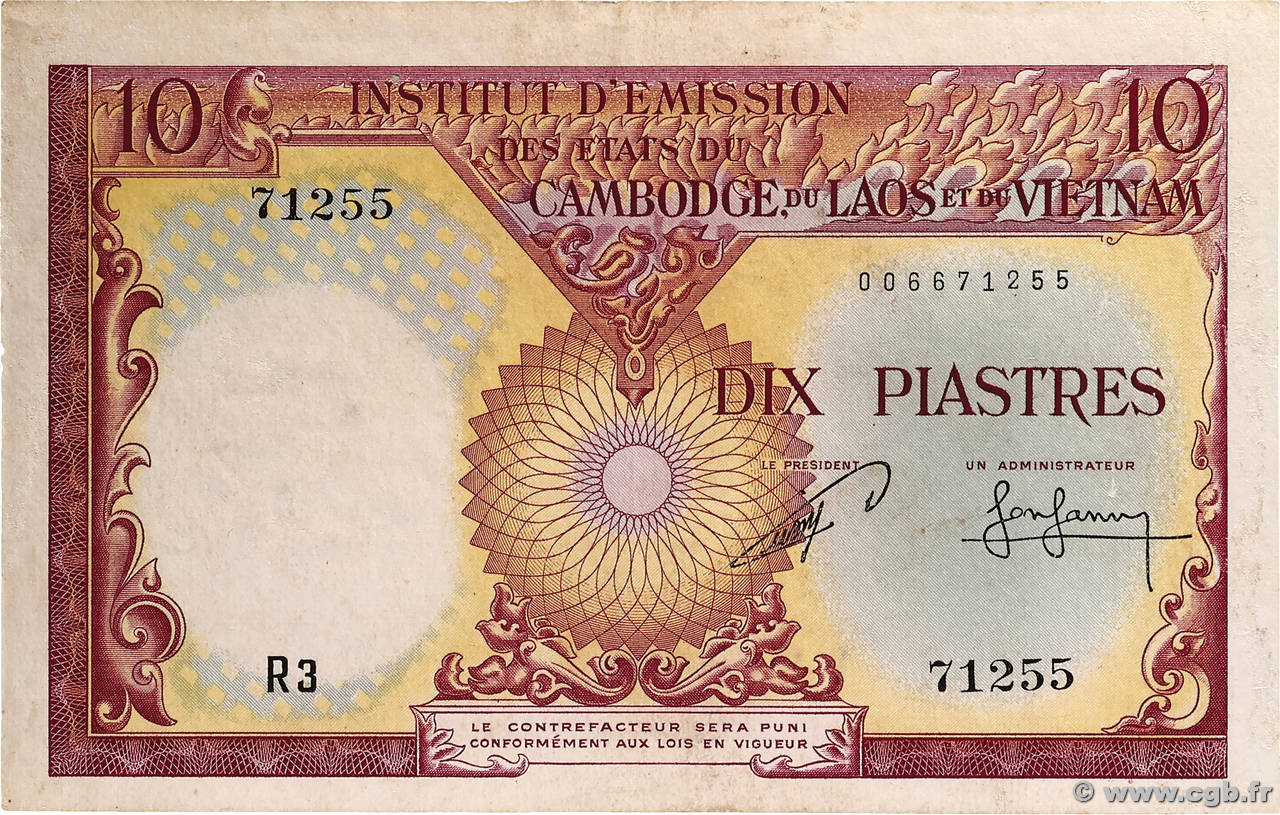 10 INSTITUT D'EMISSION 10
DES ETATS DU
CAMBODGE, DU LAOS ET DU VIETNAM
71255
006671255
DIX PIASTRES
LE PRESIDENT UN ADMINISTRATEUR
R3
71255
LE CONTREFACTEUR SERA PUNI
CONFORMÉMENT AUX LOIS EN VIGUEUR
© www.cgb.fr